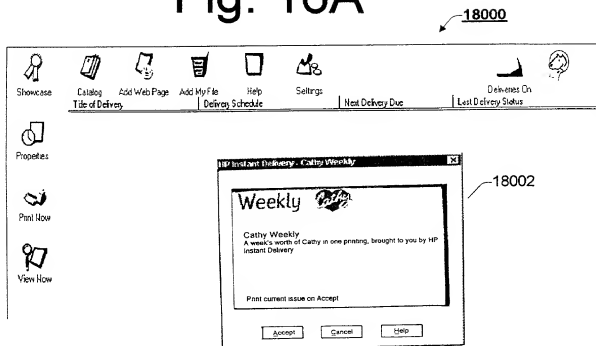 Fig. 18A
18000
Showcase Catalog Add Web Page Add My File Help Settings Deliveries On
Title of Delivery Delivery Schedule Next Delivery Due Last Delivery Status
Properties
HP Instant Delivery - Cathy Weekly
18002
Weekly Cathy
Print Now
Cathy Weekly
A week's worth of Cathy in one printing, brought to you by HP
Instant Delivery
View Now
Print current issue on Accept
Accept Cancel Help